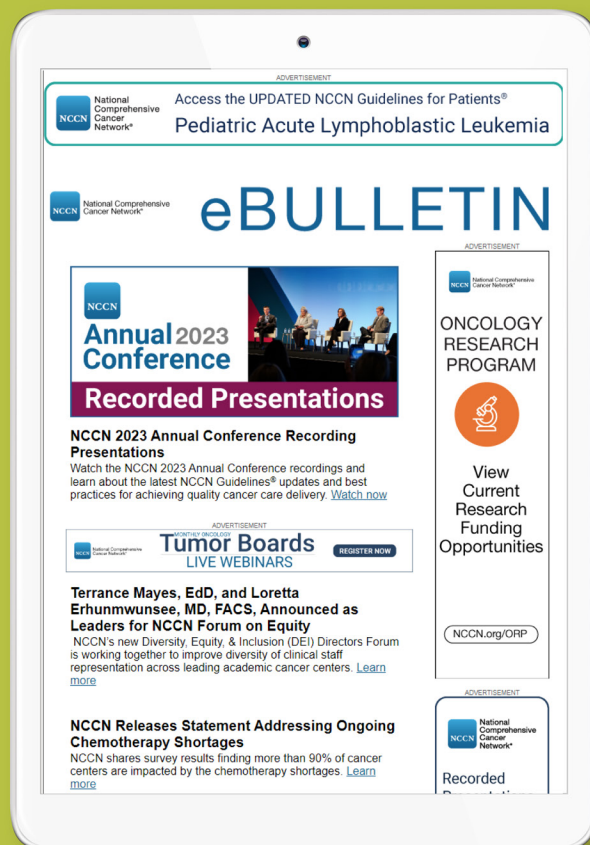 ADVERTISEMENT
NCCN
National
Comprehensive
Cancer
Network®
Access the UPDATED NCCN Guidelines for Patients®
Pediatric Acute Lymphoblastic Leukemia
NCCN
National Comprehensive
Cancer Network®
eBULLETIN
NCCN
Annual 2023
Conference
Recorded Presentations
NCCN 2023 Annual Conference Recording
Presentations
Watch the NCCN 2023 Annual Conference recordings and
learn about the latest NCCN Guidelines® updates and best
practices for achieving quality cancer care delivery. Watch now
ADVERTISEMENT
NCCN
National Comprehensive
Cancer Network®
MONTHLY ONCOLOGY
Tumor Boards
LIVE WEBINARS
REGISTER NOW
Terrance Mayes, EdD, and Loretta
Erhunmwunsee, MD, FACS, Announced as
Leaders for NCCN Forum on Equity
NCCN's new Diversity, Equity, & Inclusion (DEI) Directors Forum
is working together to improve diversity of clinical staff
representation across leading academic cancer centers. Learn
more
NCCN Releases Statement Addressing Ongoing
Chemotherapy Shortages
NCCN shares survey results finding more than 90% of cancer
centers are impacted by the chemotherapy shortages. Learn
more
ADVERTISEMENT
NCCN
National Comprehensive
Cancer Network®
ONCOLOGY
RESEARCH
PROGRAM
View
Current
Research
Funding
Opportunities
NCCN.org/ORP
ADVERTISEMENT
NCCN
National
Comprehensive
Cancer
Network®
Recorded